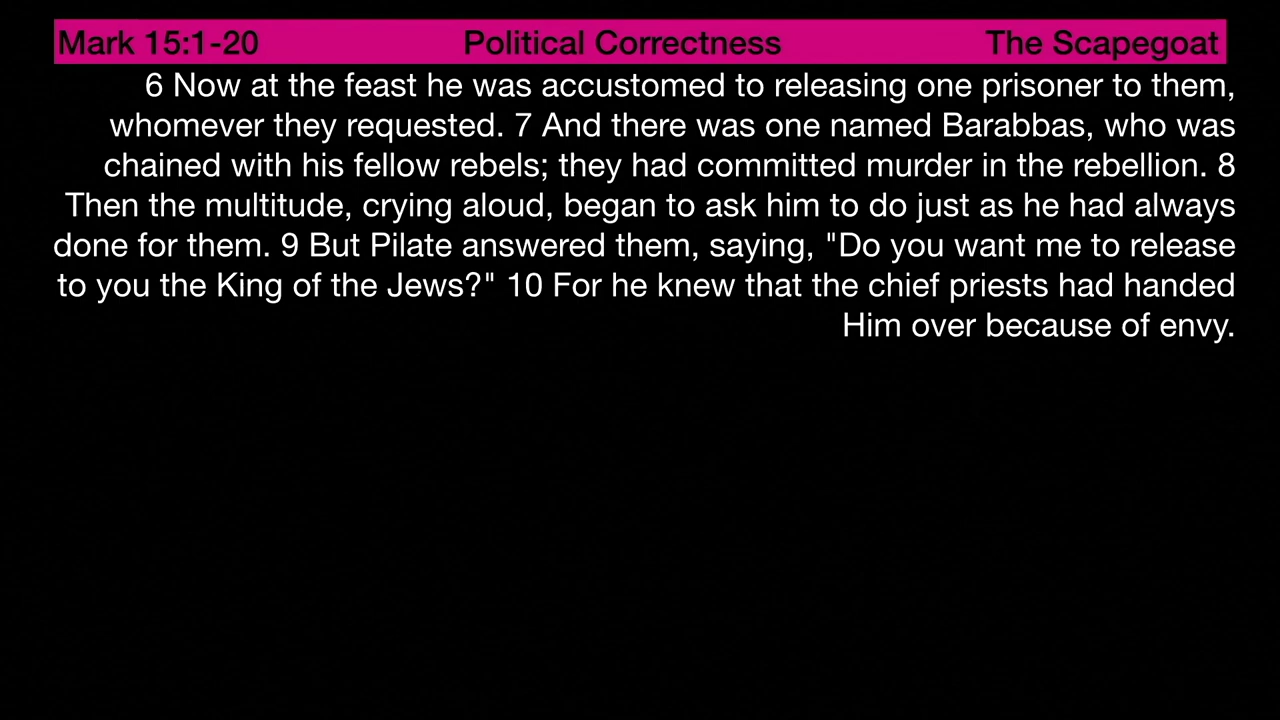 Mark 15:1-20 Political Correctness The Scapegoat
6 Now at the feast he was accustomed to releasing one prisoner to them,
whomever they requested. 7 And there was one named Barabbas, who was
chained with his fellow rebels; they had committed murder in the rebellion. 8
Then the multitude, crying aloud, began to ask him to do just as he had always
done for them. 9 But Pilate answered them, saying, "Do you want me to release
to you the King of the Jews?" 10 For he knew that the chief priests had handed
Him over because of envy.